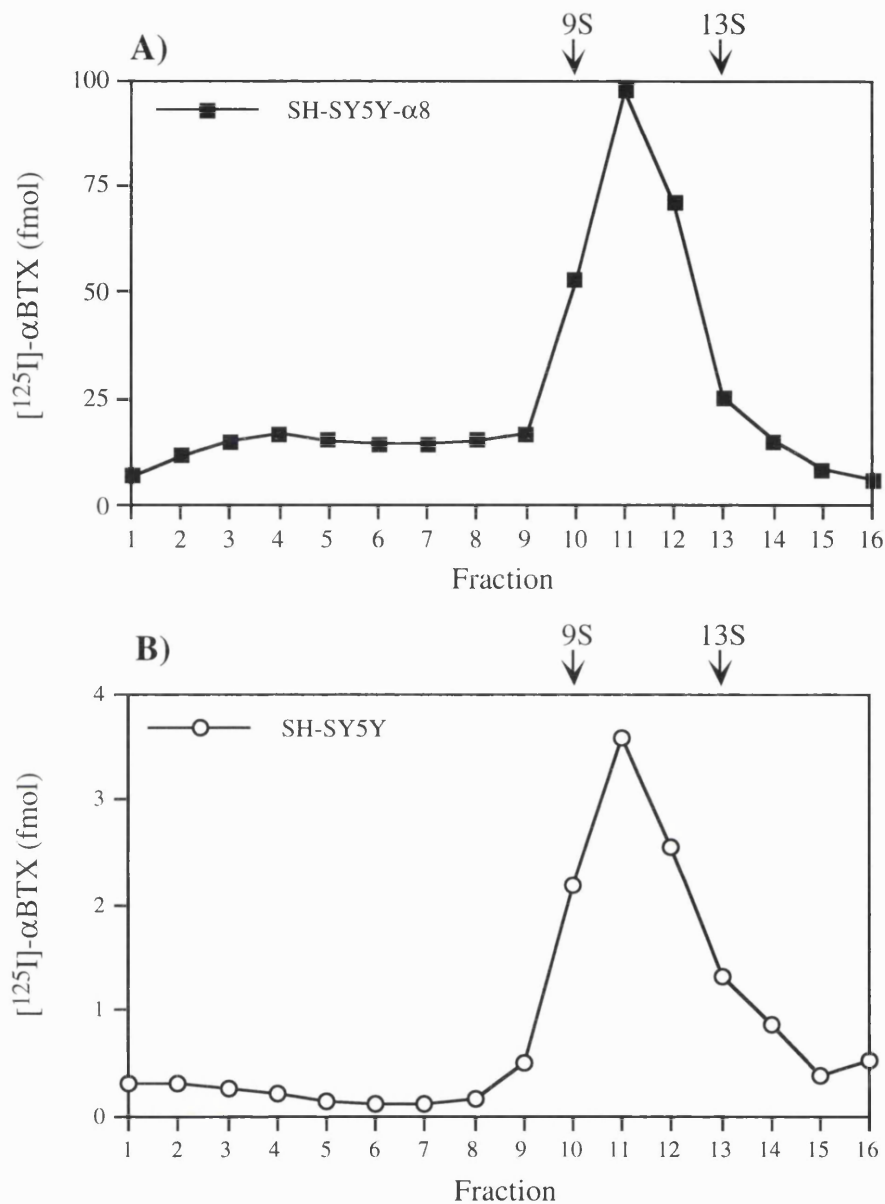 A)
9S 13S
SH-SY5Y-α8
100
75
50
25
0
[125I]-αBTX (fmol)
1 2 3 4 5 6 7 8 9 10 11 12 13 14 15 16
Fraction
B)
9S 13S
SH-SY5Y
4
3
2
1
0
[125I]-αBTX (fmol)
1 2 3 4 5 6 7 8 9 10 11 12 13 14 15 16
Fraction